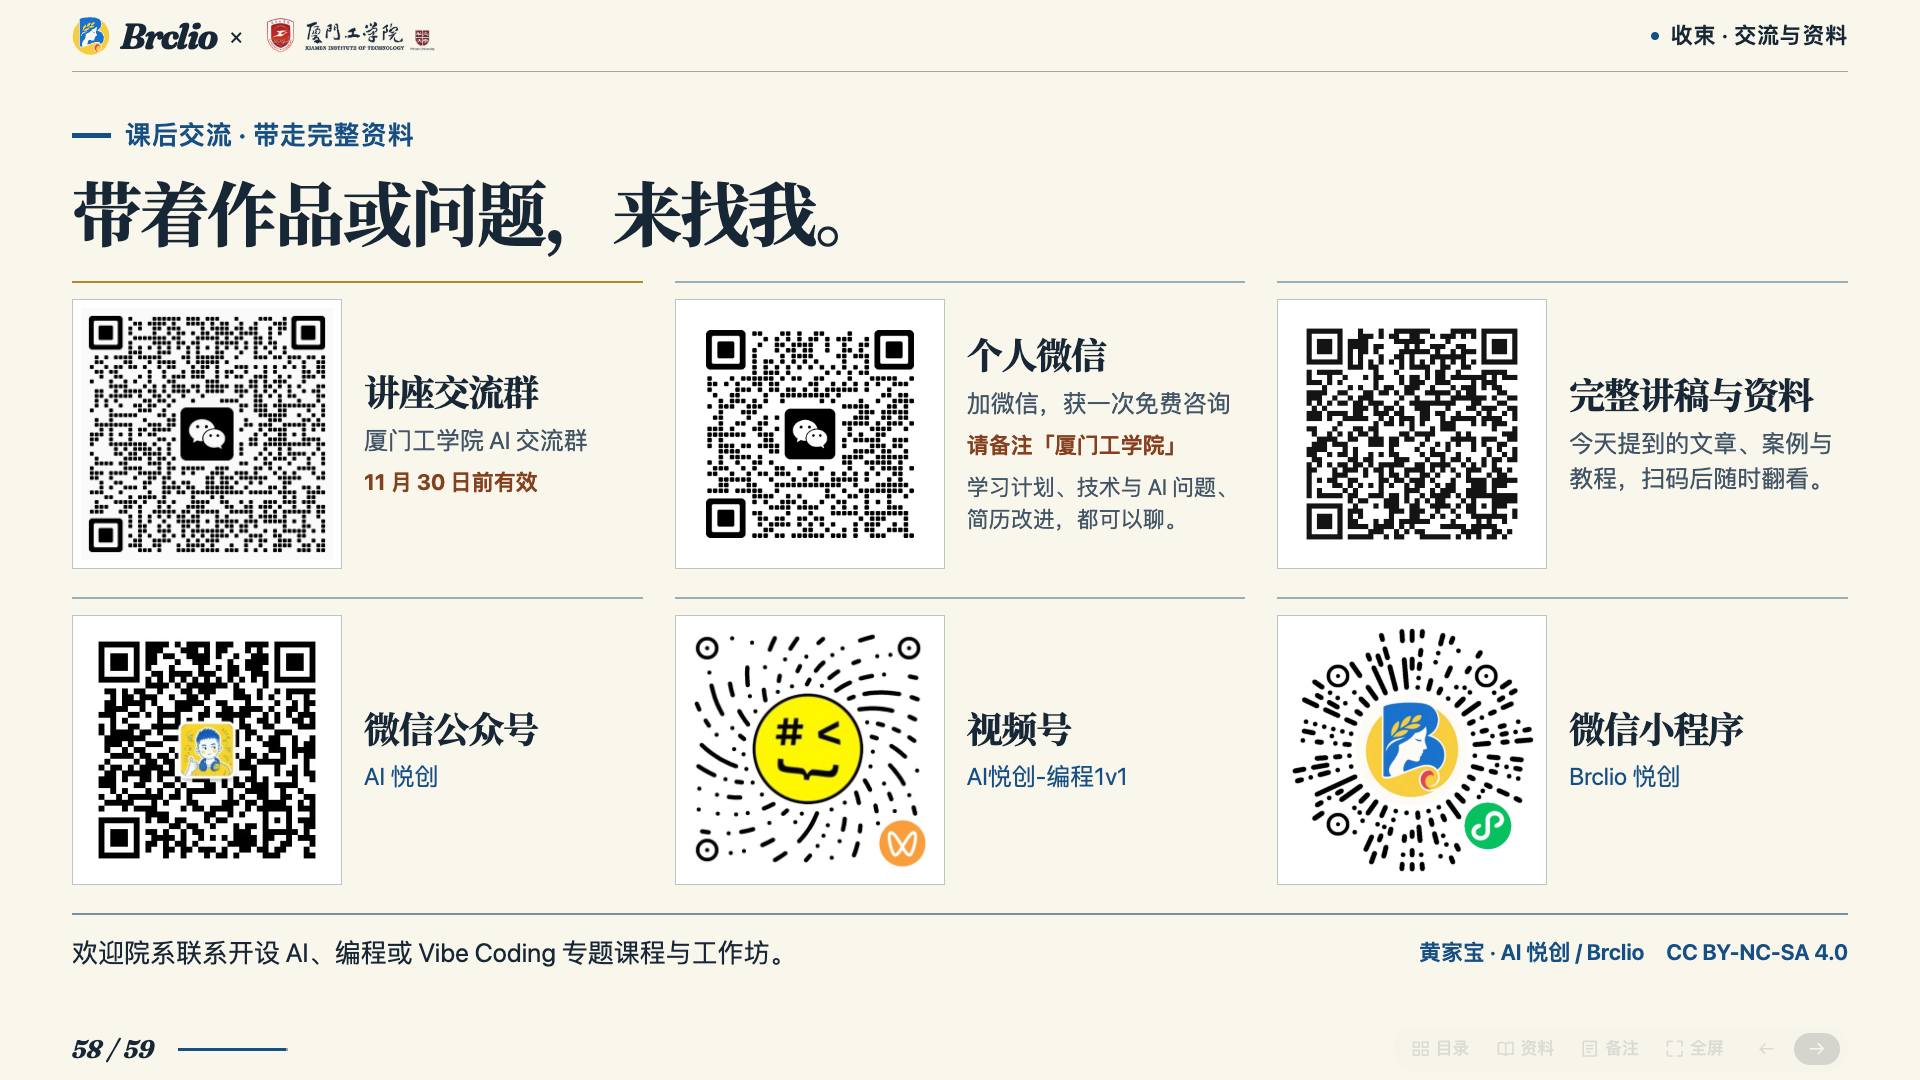 Brclio ×
厦门工学院
XIAMEN INSTITUTE OF TECHNOLOGY
收束 · 交流与资料
课后交流 · 带走完整资料
带着作品或问题，来找我。
讲座交流群
厦门工学院 AI 交流群
11 月 30 日前有效
个人微信
加微信，获一次免费咨询
请备注「厦门工学院」
学习计划、技术与 AI 问题、
简历改进，都可以聊。
完整讲稿与资料
今天提到的文章、案例与
教程，扫码后随时翻看。
微信公众号
AI 悦创
视频号
AI悦创-编程1v1
微信小程序
Brclio 悦创
欢迎院系联系开设 AI、编程或 Vibe Coding 专题课程与工作坊。
黄家宝 · AI 悦创 / Brclio CC BY-NC-SA 4.0
58 / 59
目录 资料 备注 全屏 ← →